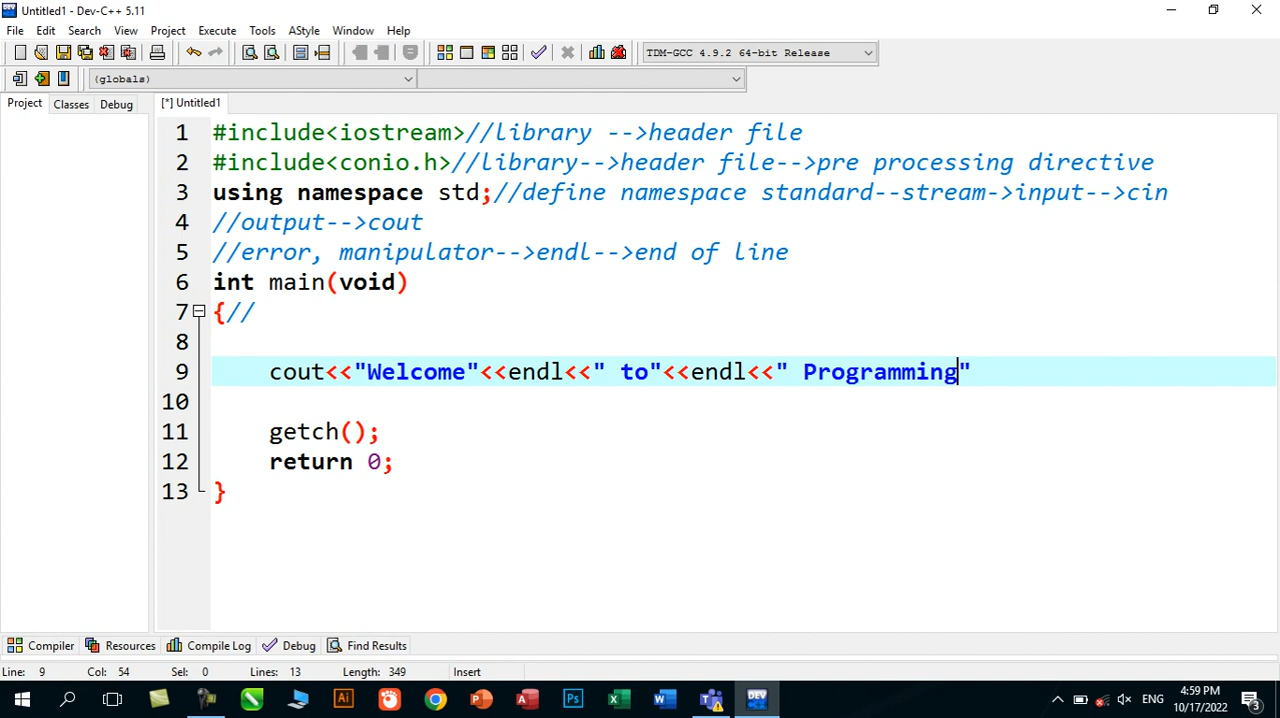 Untitled1 - Dev-C++ 5.11
File Edit Search View Project Execute Tools AStyle Window Help
TDM-GCC 4.9.2 64-bit Release
(globals)
Project Classes Debug [*] Untitled1
1 #include<iostream>//library -->header file
2 #include<conio.h>//library-->header file-->pre processing directive
3 using namespace std;//define namespace standard--stream->input-->cin
4 //output-->cout
5 //error, manipulator-->endl-->end of line
6 int main(void)
7 {//
8
9 cout<<"Welcome"<<endl<<" to"<<endl<<" Programming"
10
11 getch();
12 return 0;
13 }
Compiler Resources Compile Log Debug Find Results
Line: 9 Col: 54 Sel: 0 Lines: 13 Length: 349 Insert
ENG 4:59 PM
10/17/2022 3